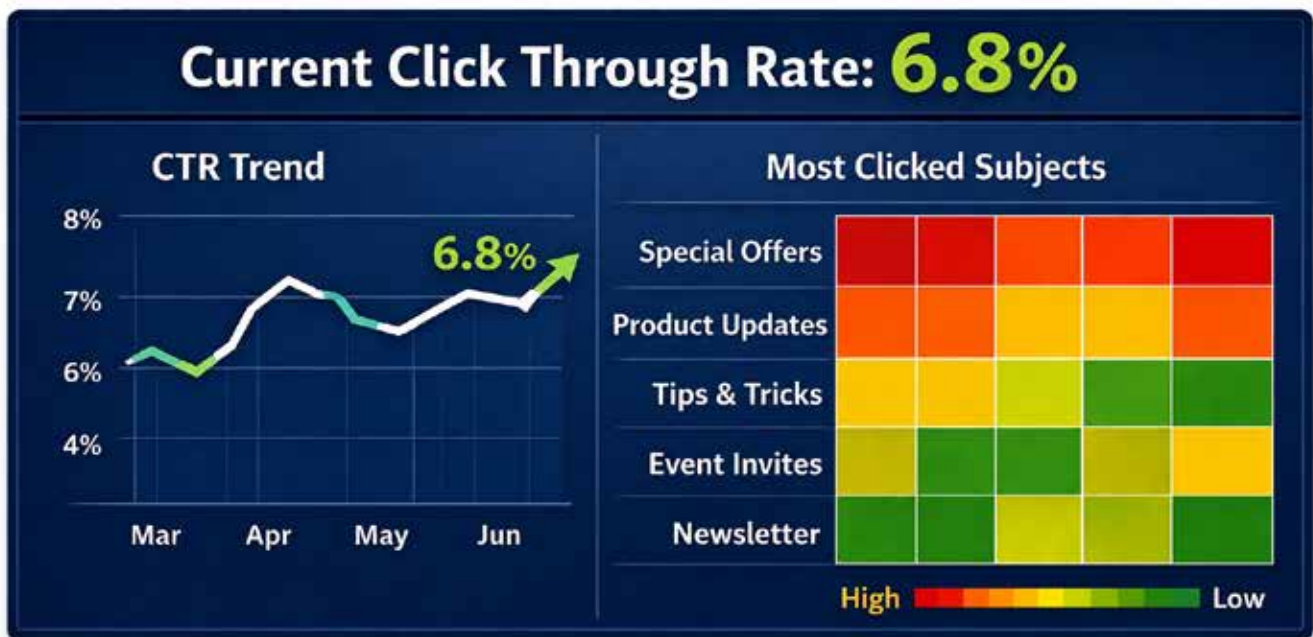 Current Click Through Rate: 6.8%
CTR Trend
8%
7%
6%
4%
6.8%
Mar Apr May Jun
Most Clicked Subjects
Special Offers
Product Updates
Tips & Tricks
Event Invites
Newsletter
High Low